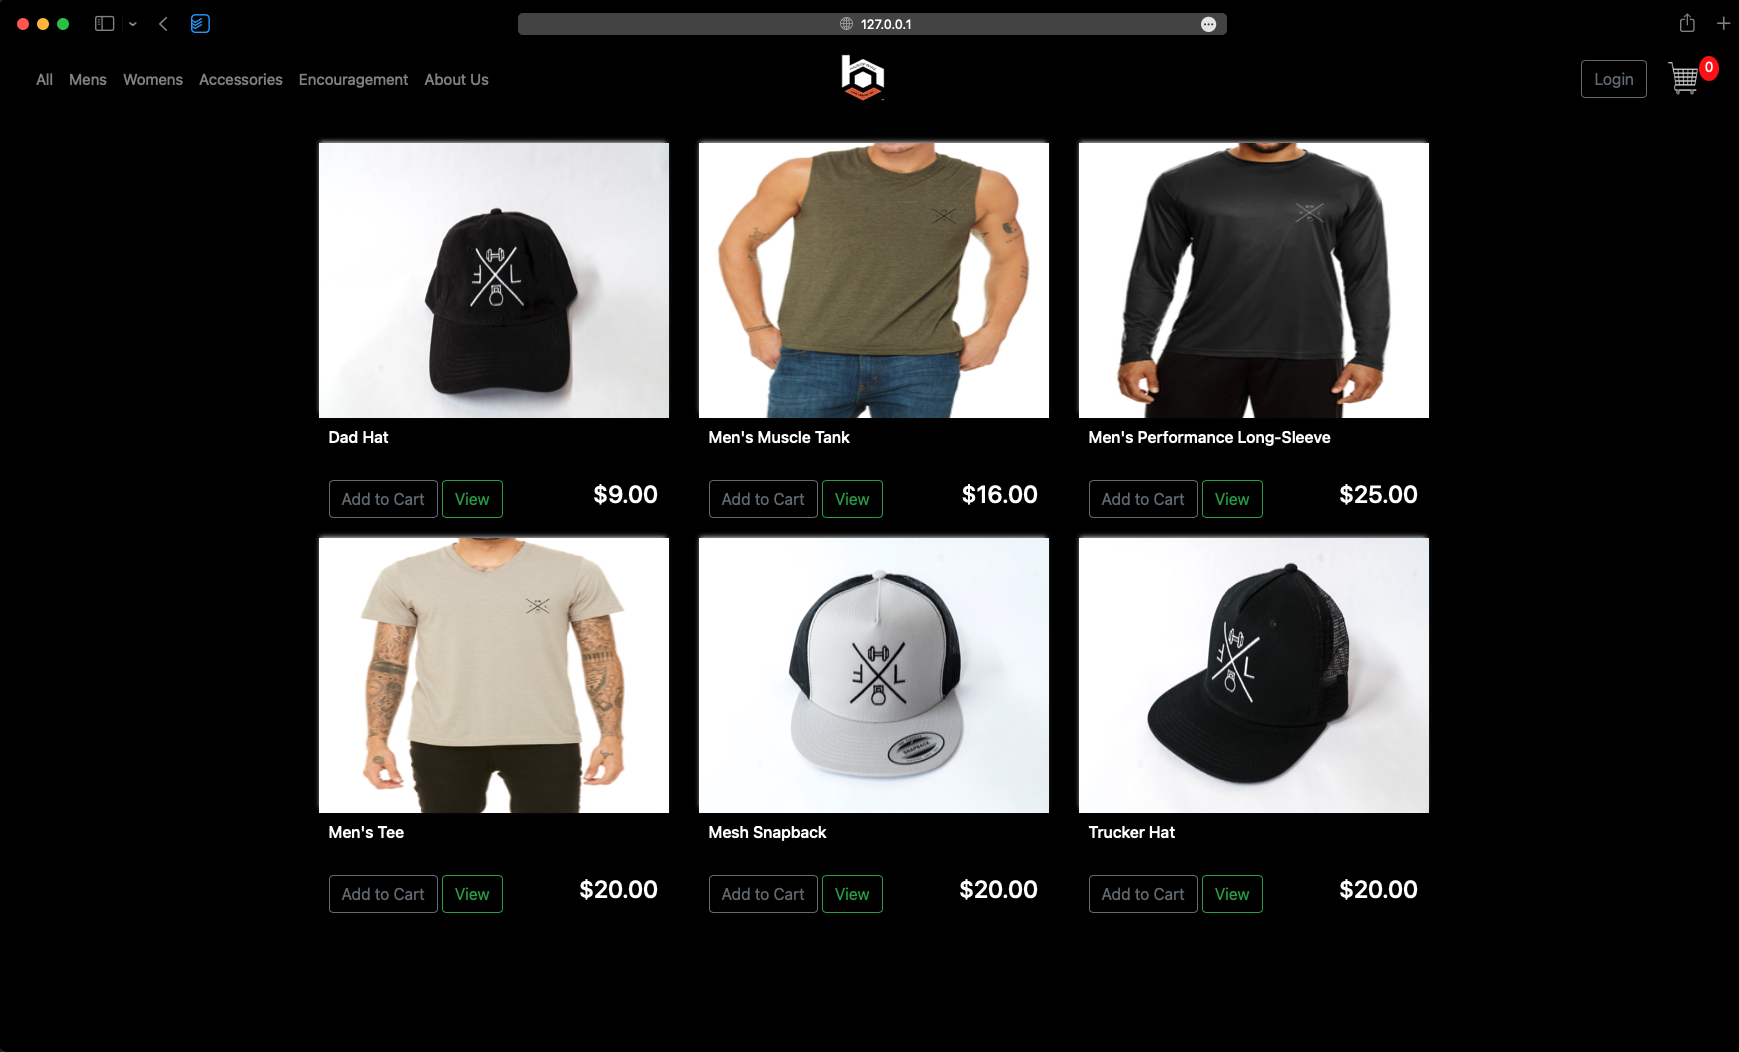 127.0.0.1
All Mens Womens Accessories Encouragement About Us
Login
0
Dad Hat
Men's Muscle Tank
Men's Performance Long-Sleeve
Add to Cart View $9.00
Add to Cart View $16.00
Add to Cart View $25.00
Men's Tee
Mesh Snapback
Trucker Hat
Add to Cart View $20.00
Add to Cart View $20.00
Add to Cart View $20.00
F L
F L
SNAPBACK
F L